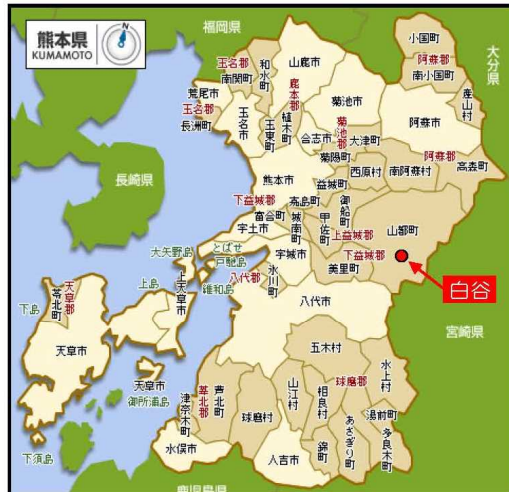 熊本県
KUMAMOTO
福岡県
大分県
長崎県
宮崎県
鹿児島県
小国町
阿蘇郡
南小国町
産山村
阿蘇市
山鹿市
和水町
玉名郡
南関町
荒尾市
玉名郡
長洲町
玉名市
玉東町
鹿本郡
植木町
菊池市
菊池郡
合志市
大津町
菊陽町
阿蘇郡
高森町
西原村
南阿蘇村
熊本市
益城町
下益城郡
嘉島町
御船町
富合町
城南町
甲佐町
上益城郡
山都町
宇土市
宇城市
下益城郡
美里町
白谷
とばせ
戸馳島
大矢野島
八代郡
氷川町
維和島
上天草市
上島
八代市
天草郡
苓北町
下島
天草市
天草市
御所浦島
下須島
五木村
水上村
球磨郡
山江村
相良村
湯前町
多良木町
あさぎり町
錦町
球磨村
芦北町
葦北郡
津奈木町
水俣市
人吉市